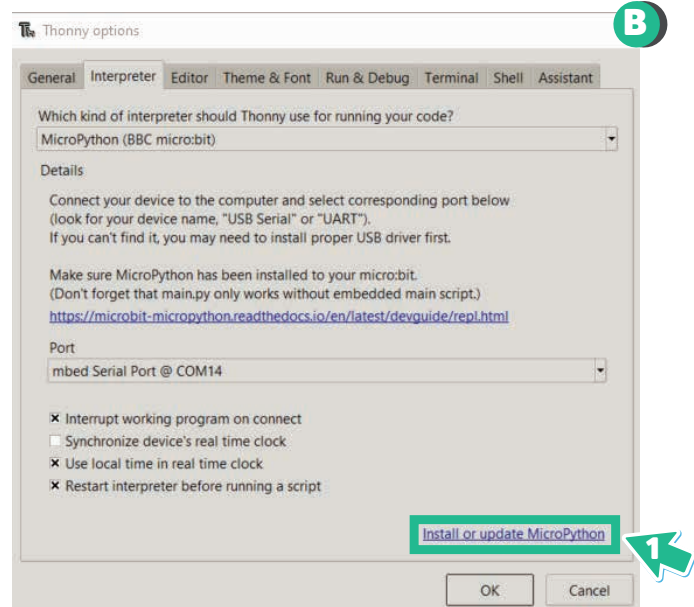 B
Thonny options
General Interpreter Editor Theme & Font Run & Debug Terminal Shell Assistant
Which kind of interpreter should Thonny use for running your code?
MicroPython (BBC micro:bit)
Details
Connect your device to the computer and select corresponding port below
(look for your device name, "USB Serial" or "UART").
If you can't find it, you may need to install proper USB driver first.
Make sure MicroPython has been installed to your micro:bit.
(Don't forget that main.py only works without embedded main script.)
https://microbit-micropython.readthedocs.io/en/latest/devguide/repl.html
Port
mbed Serial Port @ COM14
Interrupt working program on connect
Synchronize device's real time clock
Use local time in real time clock
Restart interpreter before running a script
Install or update MicroPython
1
OK Cancel